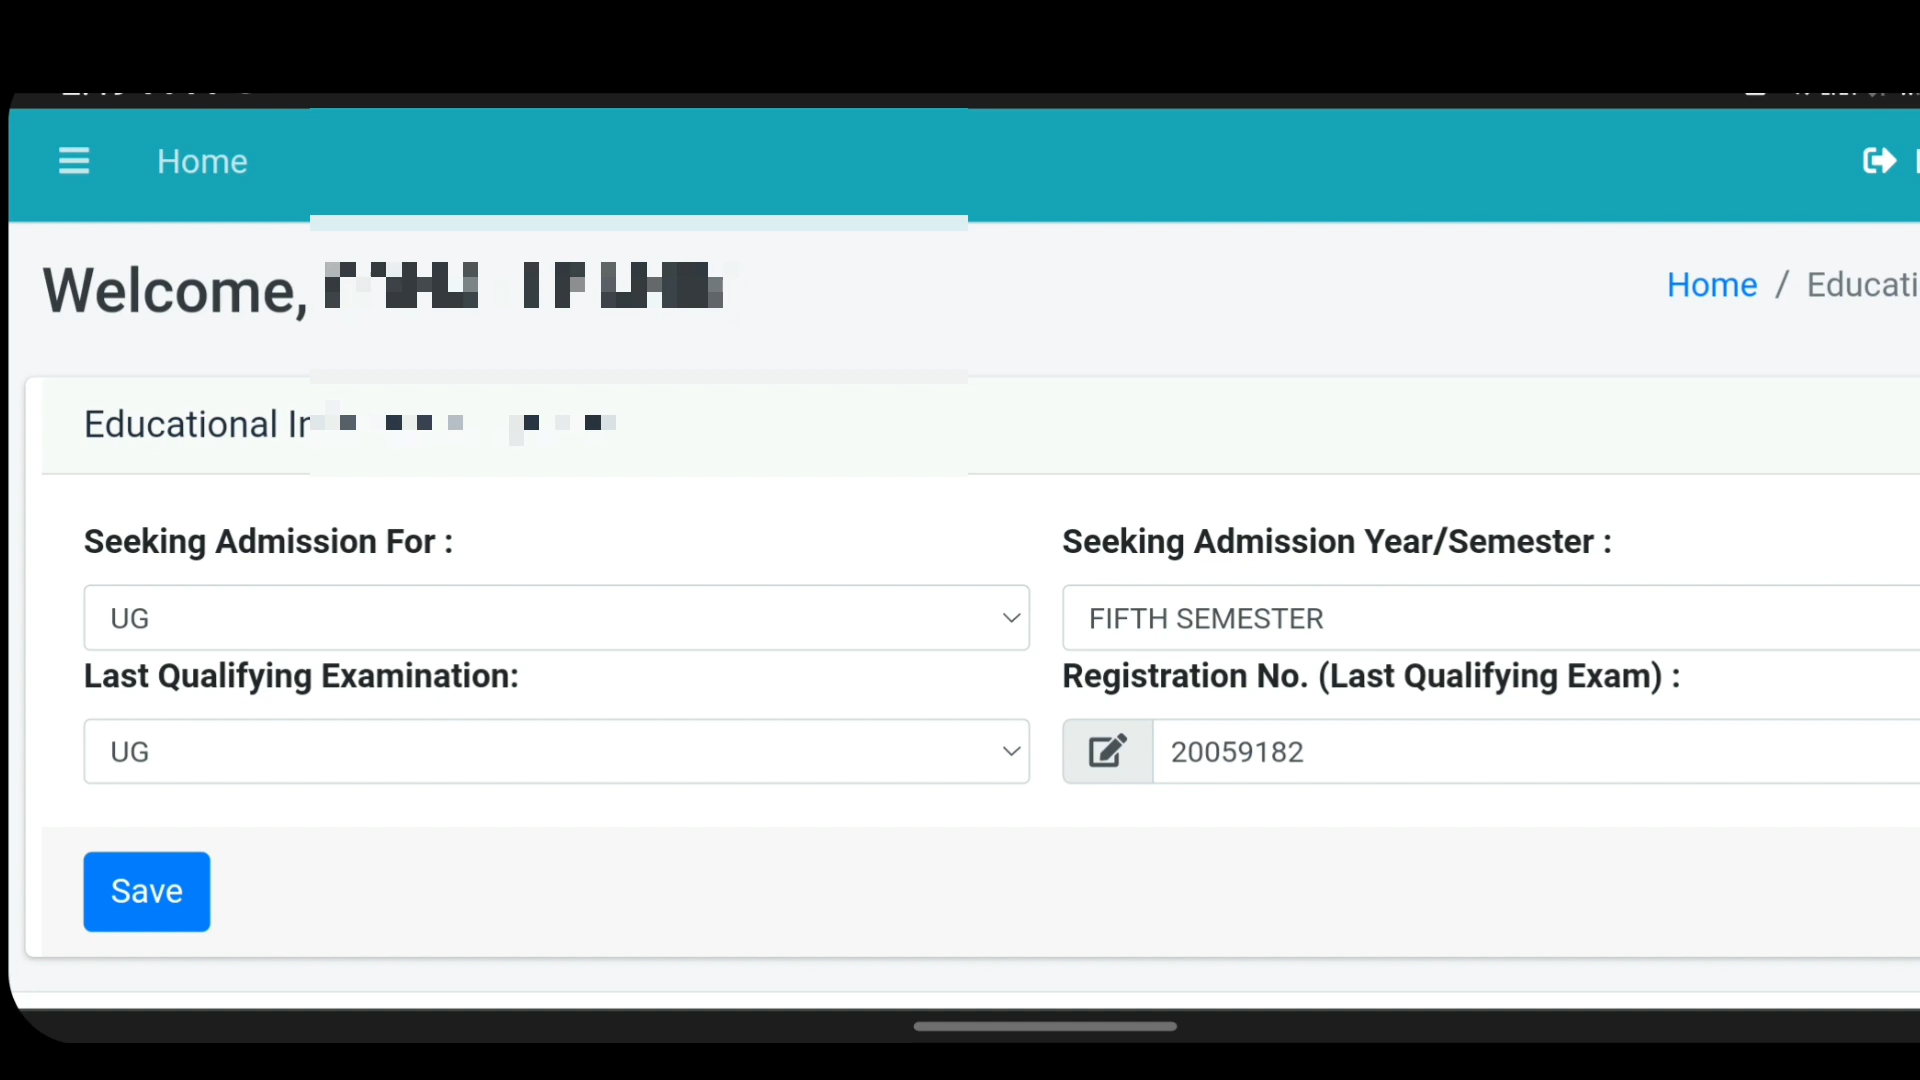 Home
Welcome,
Home / Educati
Educational
Seeking Admission For :
Seeking Admission Year/Semester :
UG
FIFTH SEMESTER
Last Qualifying Examination:
Registration No. (Last Qualifying Exam) :
UG
20059182
Save